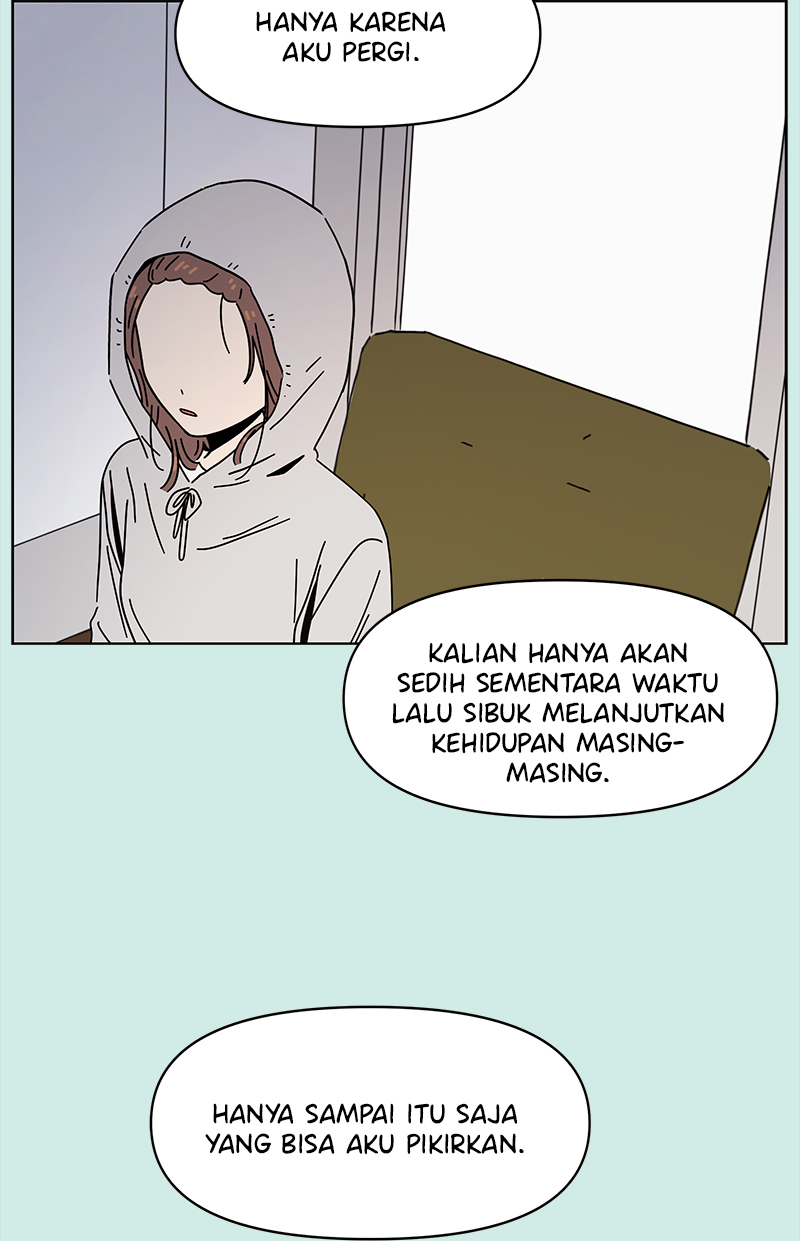 HANYA KARENA
AKU PERGI.
KALIAN HANYA AKAN
SEDIH SEMENTARA WAKTU
LALU SIBUK MELANJUTKAN
KEHIDUPAN MASING-
MASING.
HANYA SAMPAI ITU SAJA
YANG BISA AKU PIKIRKAN.